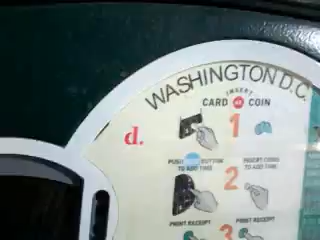 WASHINGTON D.C.
INSERT
CARD OR COIN
d.
1
PUSH BUTTON
TO ADD TIME
INSERT COINS
TO ADD TIME
2
PRINT RECEIPT
PRINT RECEIPT
3